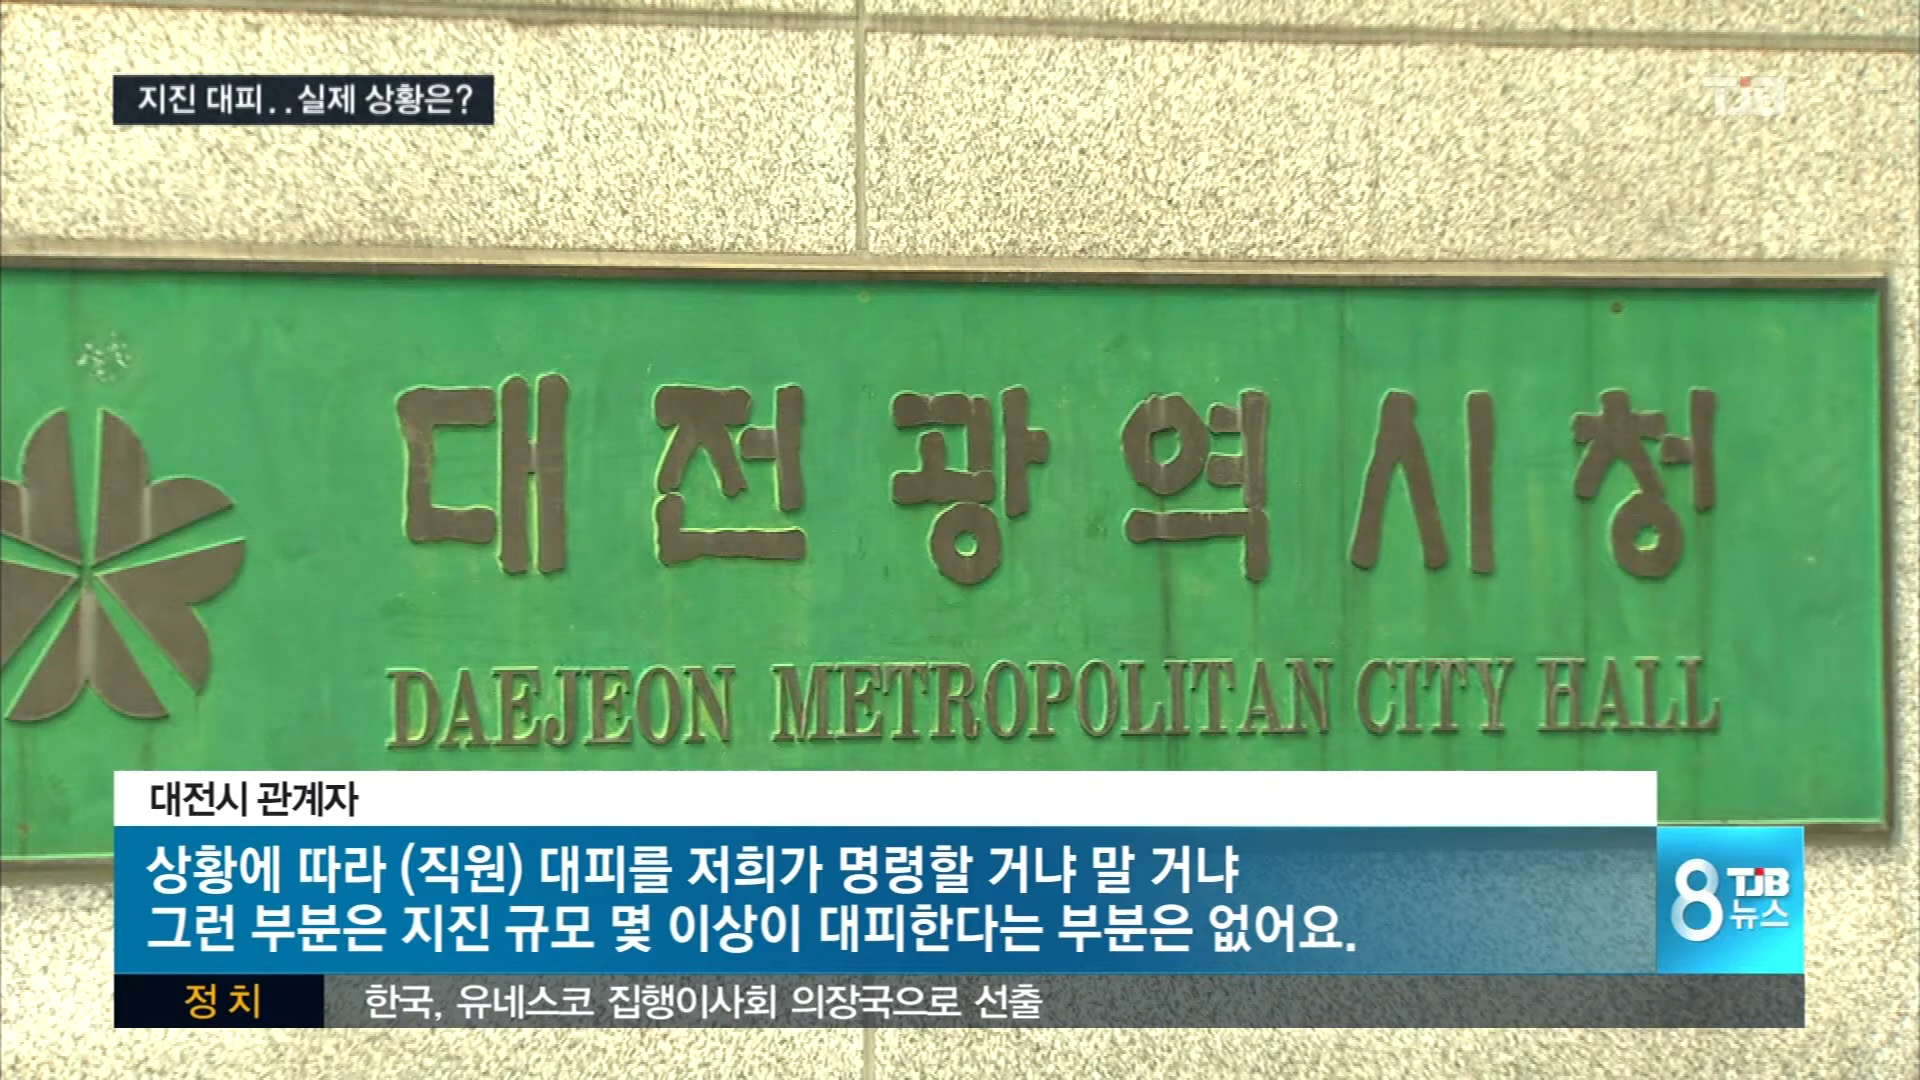 지진 대피..실제 상황은?
TJB
대전광역시청
DAEJEON METROPOLITAN CITY HALL
대전시 관계자
상황에 따라 (직원) 대피를 저희가 명령할 거냐 말 거냐
그런 부분은 지진 규모 몇 이상이 대피한다는 부분은 없어요.
8 TJB 뉴스
정치 한국, 유네스코 집행이사회 의장국으로 선출